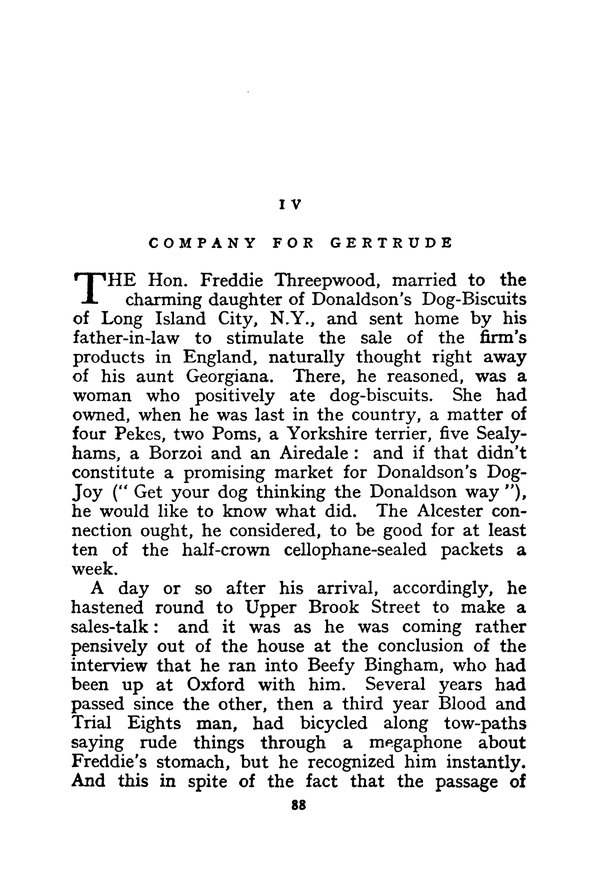 IV
COMPANY FOR GERTRUDE
THE Hon. Freddie Threepwood, married to the
charming daughter of Donaldson's Dog-Biscuits
of Long Island City, N.Y., and sent home by his
father-in-law to stimulate the sale of the firm's
products in England, naturally thought right away
of his aunt Georgiana. There, he reasoned, was a
woman who positively ate dog-biscuits. She had
owned, when he was last in the country, a matter of
four Pekes, two Poms, a Yorkshire terrier, five Sealy-
hams, a Borzoi and an Airedale : and if that didn't
constitute a promising market for Donaldson's Dog-
Joy (“ Get your dog thinking the Donaldson way ”),
he would like to know what did. The Alcester con-
nection ought, he considered, to be good for at least
ten of the half-crown cellophane-sealed packets a
week.
A day or so after his arrival, accordingly, he
hastened round to Upper Brook Street to make a
sales-talk : and it was as he was coming rather
pensively out of the house at the conclusion of the
interview that he ran into Beefy Bingham, who had
been up at Oxford with him. Several years had
passed since the other, then a third year Blood and
Trial Eights man, had bicycled along tow-paths
saying rude things through a megaphone about
Freddie's stomach, but he recognized him instantly.
And this in spite of the fact that the passage of
88